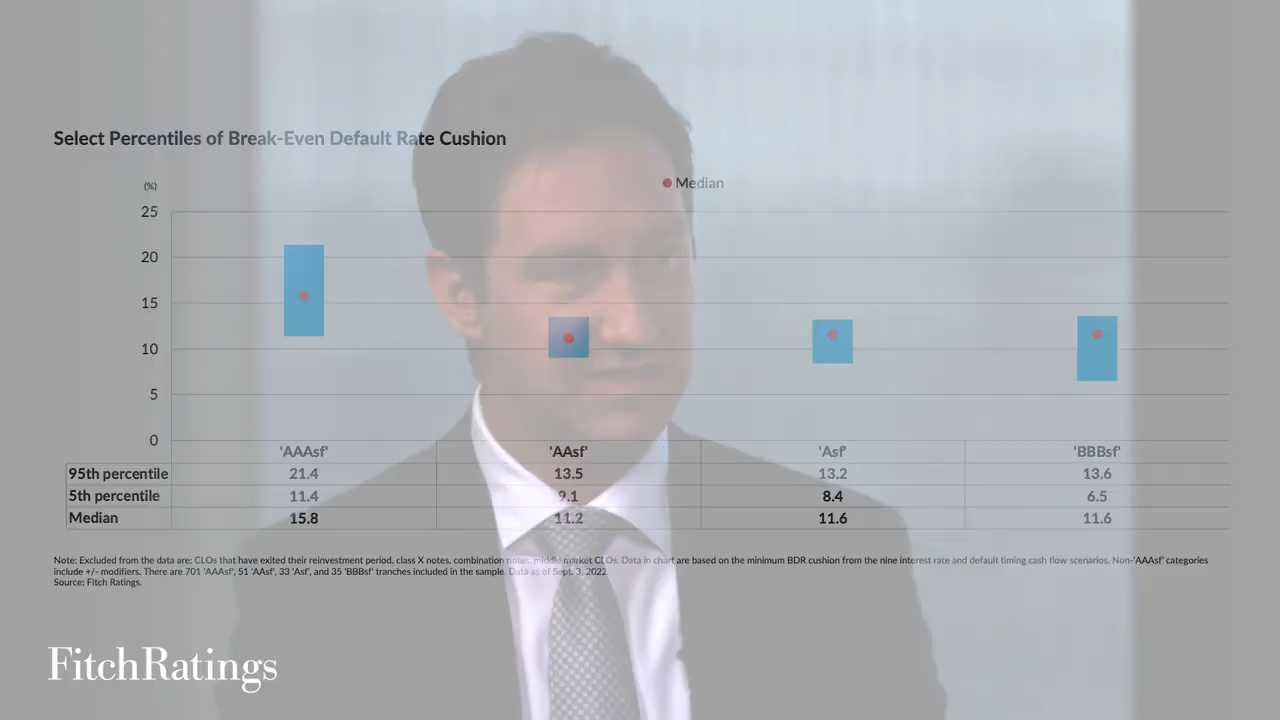 Select Percentiles of Break-Even Default Rate Cushion
(%)
Median
25
20
15
10
5
0
'AAAsf' 'AAsf' 'Asf' 'BBBsf'
95th percentile 21.4 13.5 13.2 13.6
5th percentile 11.4 9.1 8.4 6.5
Median 15.8 11.2 11.6 11.6
Note: Excluded from the data are: CLOs that have exited their reinvestment period, class X notes, combination notes, middle market CLOs. Data in chart are based on the minimum BDR cushion from the nine interest rate and default timing cash flow scenarios. Non-'AAAsf' categories
include +/- modifiers. There are 701 'AAAsf', 51 'AAsf', 33 'Asf', and 35 'BBBsf' tranches included in the sample. Data as of Sept. 3, 2022.
Source: Fitch Ratings.
FitchRatings